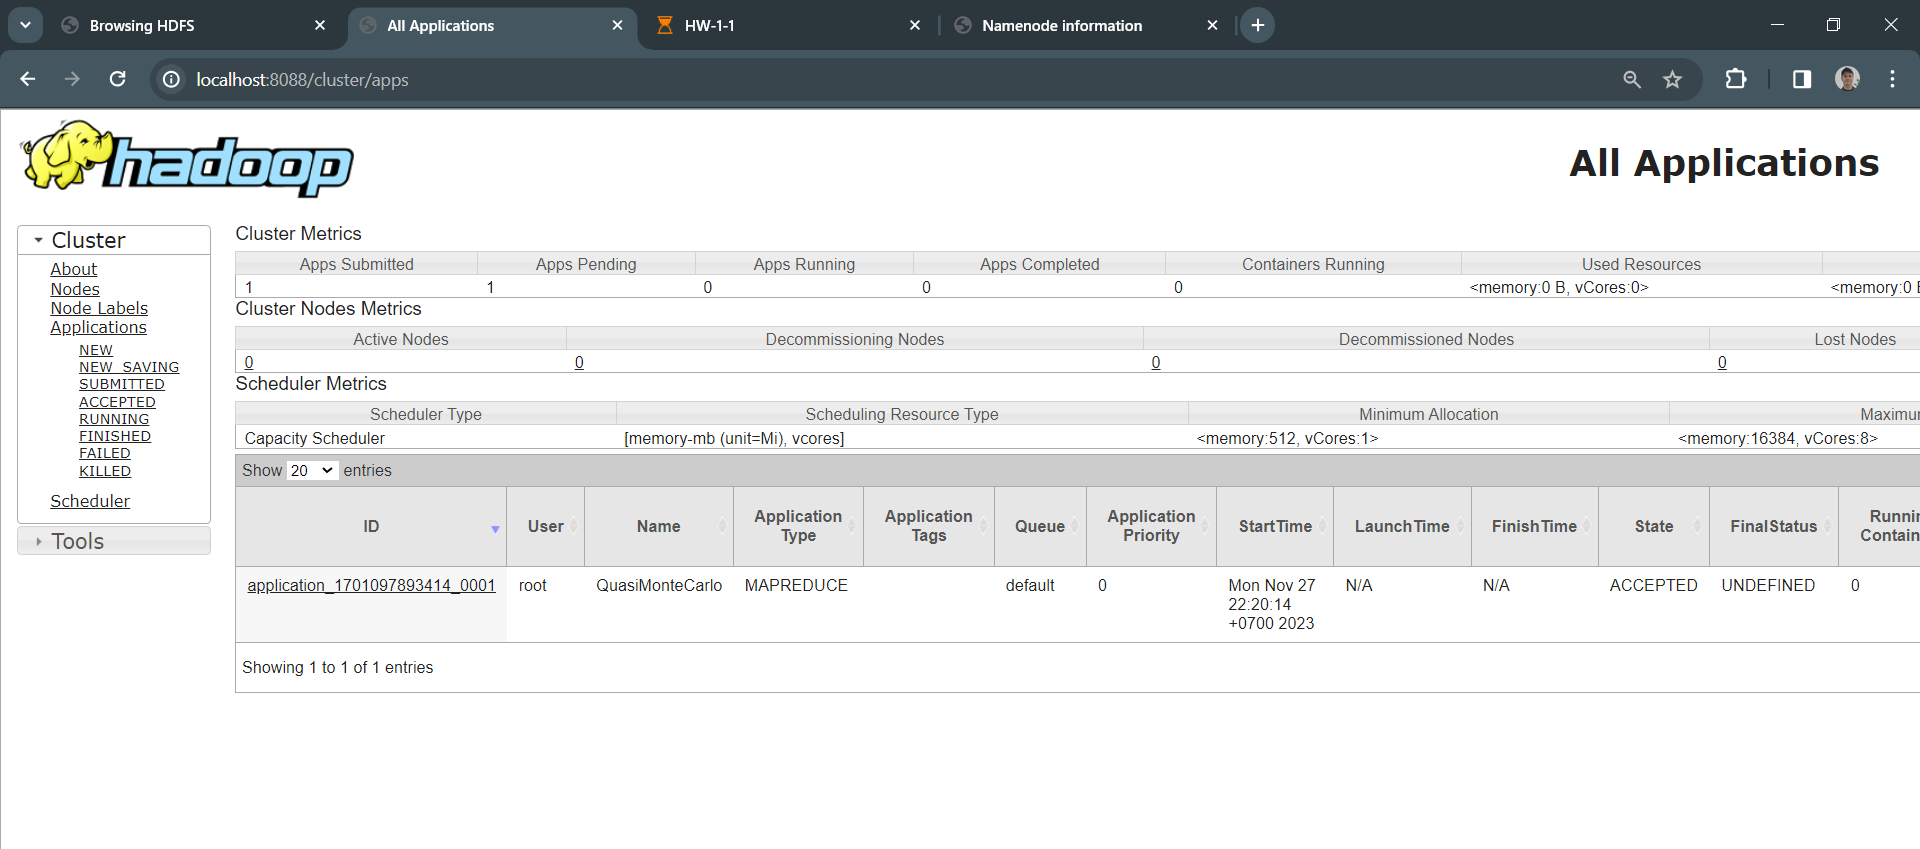 Browsing HDFS
All Applications
HW-1-1
Namenode information
localhost:8088/cluster/apps
hadoop
All Applications
Cluster
About
Nodes
Node Labels
Applications
NEW
NEW_SAVING
SUBMITTED
ACCEPTED
RUNNING
FINISHED
FAILED
KILLED
Scheduler
Tools
Cluster Metrics
Apps Submitted Apps Pending Apps Running Apps Completed Containers Running Used Resources
1 1 0 0 0 <memory:0 B, vCores:0> <memory:0 B
Cluster Nodes Metrics
Active Nodes Decommissioning Nodes Decommissioned Nodes Lost Nodes
0 0 0 0
Scheduler Metrics
Scheduler Type Scheduling Resource Type Minimum Allocation Maximu
Capacity Scheduler [memory-mb (unit=Mi), vcores] <memory:512, vCores:1> <memory:16384, vCores:8>
Show 20 entries
ID User Name Application Type Application Tags Queue Application Priority StartTime LaunchTime FinishTime State FinalStatus Runnin Contain
application_1701097893414_0001 root QuasiMonteCarlo MAPREDUCE default 0 Mon Nov 27 N/A N/A ACCEPTED UNDEFINED 0
22:20:14
+0700 2023
Showing 1 to 1 of 1 entries